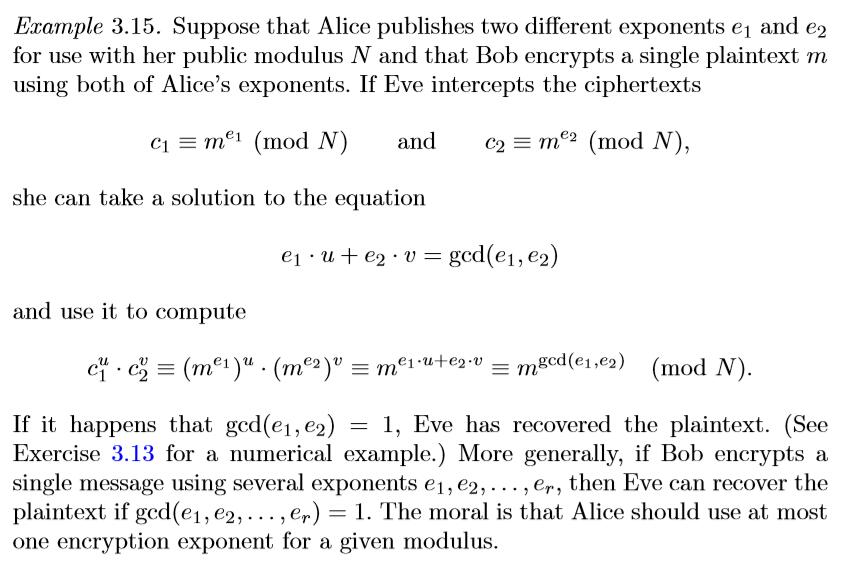 Example 3.15. Suppose that Alice publishes two different exponents e₁ and e₂
for use with her public modulus N and that Bob encrypts a single plaintext m
using both of Alice's exponents. If Eve intercepts the ciphertexts
c₁ ≡ m^{e₁} (mod N) and c₂ ≡ m^{e₂} (mod N),
she can take a solution to the equation
e₁ · u + e₂ · v = gcd(e₁, e₂)
and use it to compute
c₁^u · c₂^v ≡ (m^{e₁})^u · (m^{e₂})^v ≡ m^{e₁·u+e₂·v} ≡ m^{gcd(e₁,e₂)} (mod N).
If it happens that gcd(e₁, e₂) = 1, Eve has recovered the plaintext. (See
Exercise 3.13 for a numerical example.) More generally, if Bob encrypts a
single message using several exponents e₁, e₂, . . . , eᵣ, then Eve can recover the
plaintext if gcd(e₁, e₂, . . . , eᵣ) = 1. The moral is that Alice should use at most
one encryption exponent for a given modulus.